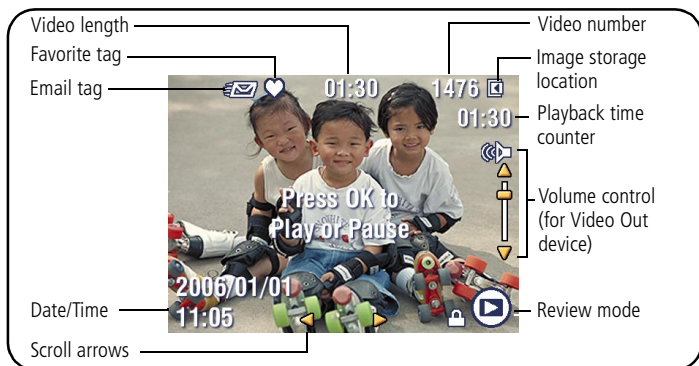 Video length
Favorite tag
Email tag
Video number
Image storage
location
Playback time
counter
Volume control
(for Video Out
device)
Review mode
Date/Time
Scroll arrows
01:30
1476
01:30
Press OK to
Play or Pause
2006/01/01
11:05